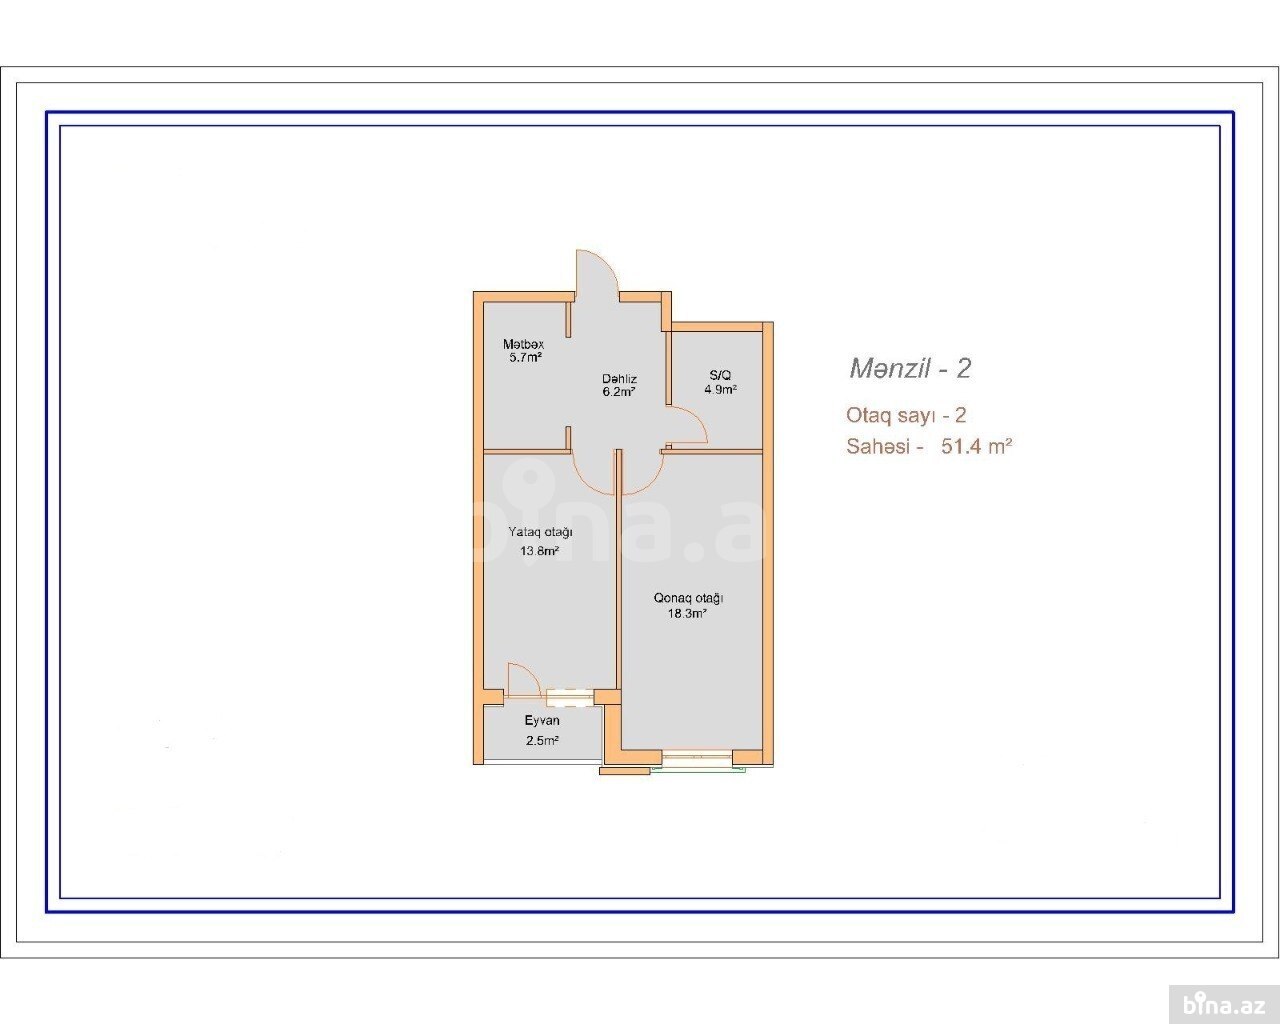 Mətbəx
5.7m²
Dəhliz
6.2m²
S/Q
4.9m²
Mənzil - 2
Otaq sayı - 2
Sahəsi - 51.4 m²
Yataq otağı
13.8m²
Qonaq otağı
18.3m²
Eyvan
2.5m²
bina.a
bina.az